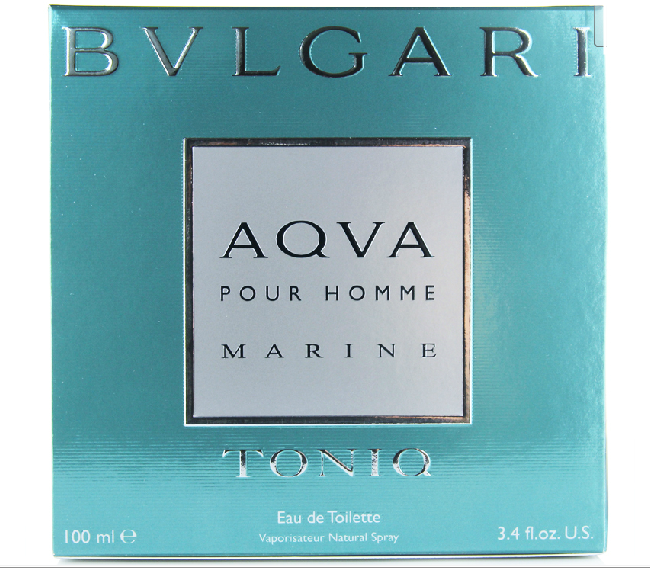 BVLGARI
AQVA
POUR HOMME
MARINE
TONIQ
Eau de Toilette
Vaporisateur Natural Spray
100 ml ℮
3.4 fl.oz. U.S.